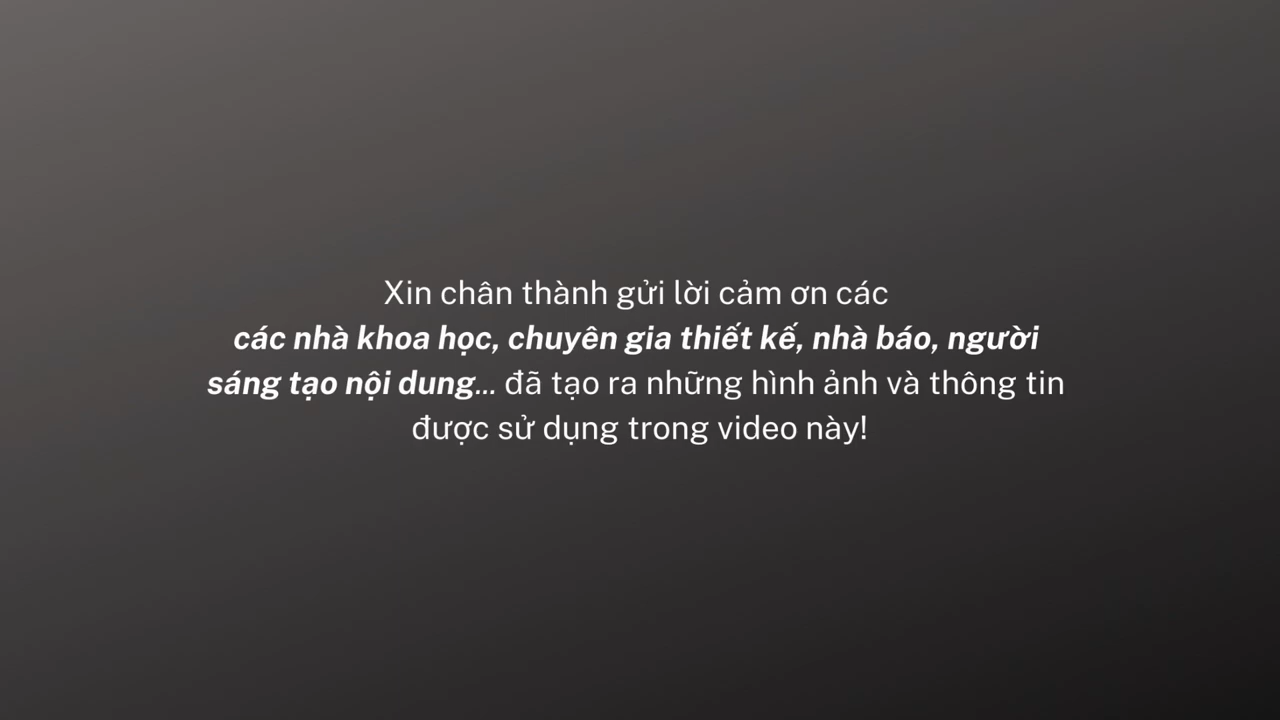 Xin chân thành gửi lời cảm ơn các
các nhà khoa học, chuyên gia thiết kế, nhà báo, người
sáng tạo nội dung... đã tạo ra những hình ảnh và thông tin
được sử dụng trong video này!